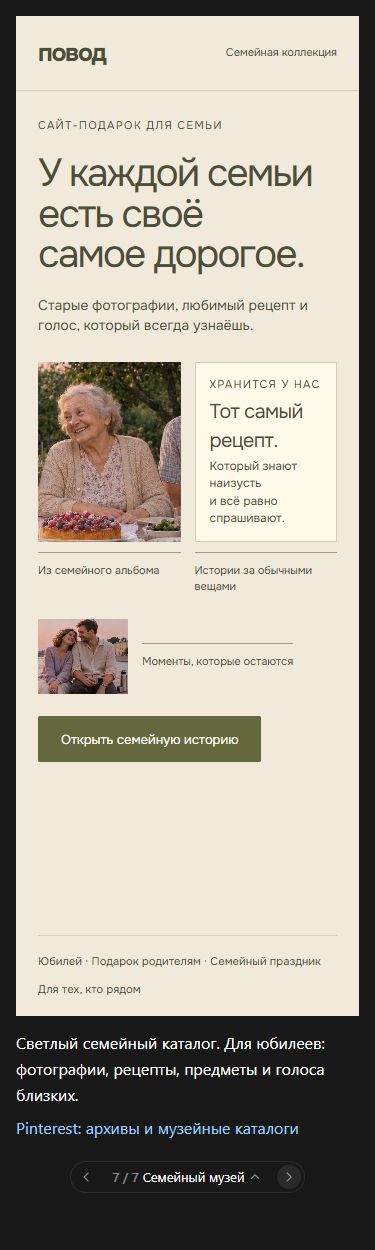 повод
Семейная коллекция
САЙТ-ПОДАРОК ДЛЯ СЕМЬИ
У каждой семьи
есть своё
самое дорогое.
Старые фотографии, любимый рецепт и
голос, который всегда узнаёшь.
ХРАНИТСЯ У НАС
Тот самый
рецепт.
Который знают
наизусть
и всё равно
спрашивают.
Из семейного альбома
Истории за обычными
вещами
Моменты, которые остаются
Открыть семейную историю
Юбилей · Подарок родителям · Семейный праздник
Для тех, кто рядом
Светлый семейный каталог. Для юбилеев:
фотографии, рецепты, предметы и голоса
близких.
Pinterest: архивы и музейные каталоги
7 / 7 Семейный музей